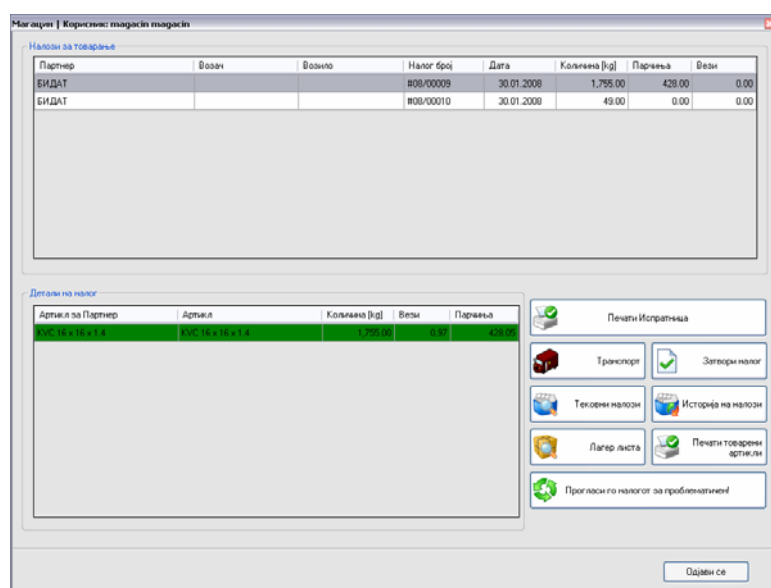 Магацин | Корисник: magacin magacin
Налози за товарање
Партнер Возач Возило Налог број Дата Количина [kg] Парчиња Вези
БИДАТ #08/00009 30.01.2008 1,755.00 428.00 0.00
БИДАТ #08/00010 30.01.2008 49.00 0.00 0.00
Детали на налог
Артикл за Партнер Артикл Количина [kg] Вези Парчиња
KVC 16 x 16 x 1.4 KVC 16 x 16 x 1.4 1,755.00 0.97 428.05
Печати Испратница
Транспорт
Затвори налог
Тековни налози
Историја на налози
Лагер листа
Печати товарени
артикли
Прогласи го налогот за проблематичен!
Одјави се